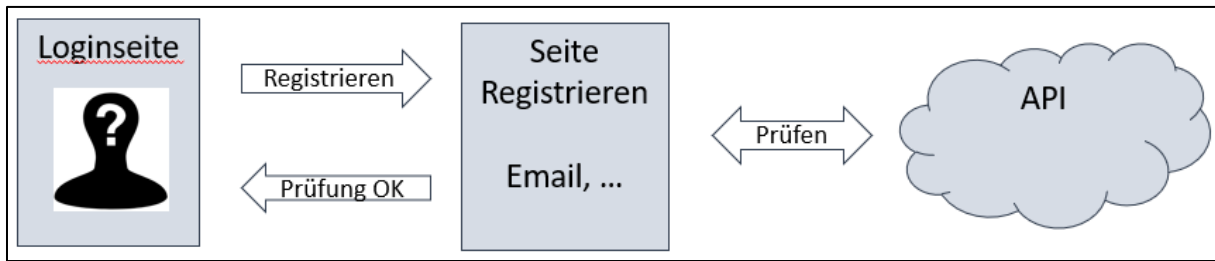 Loginseite
?
Registrieren
Prüfung OK
Seite
Registrieren
Email, ...
Prüfen
API